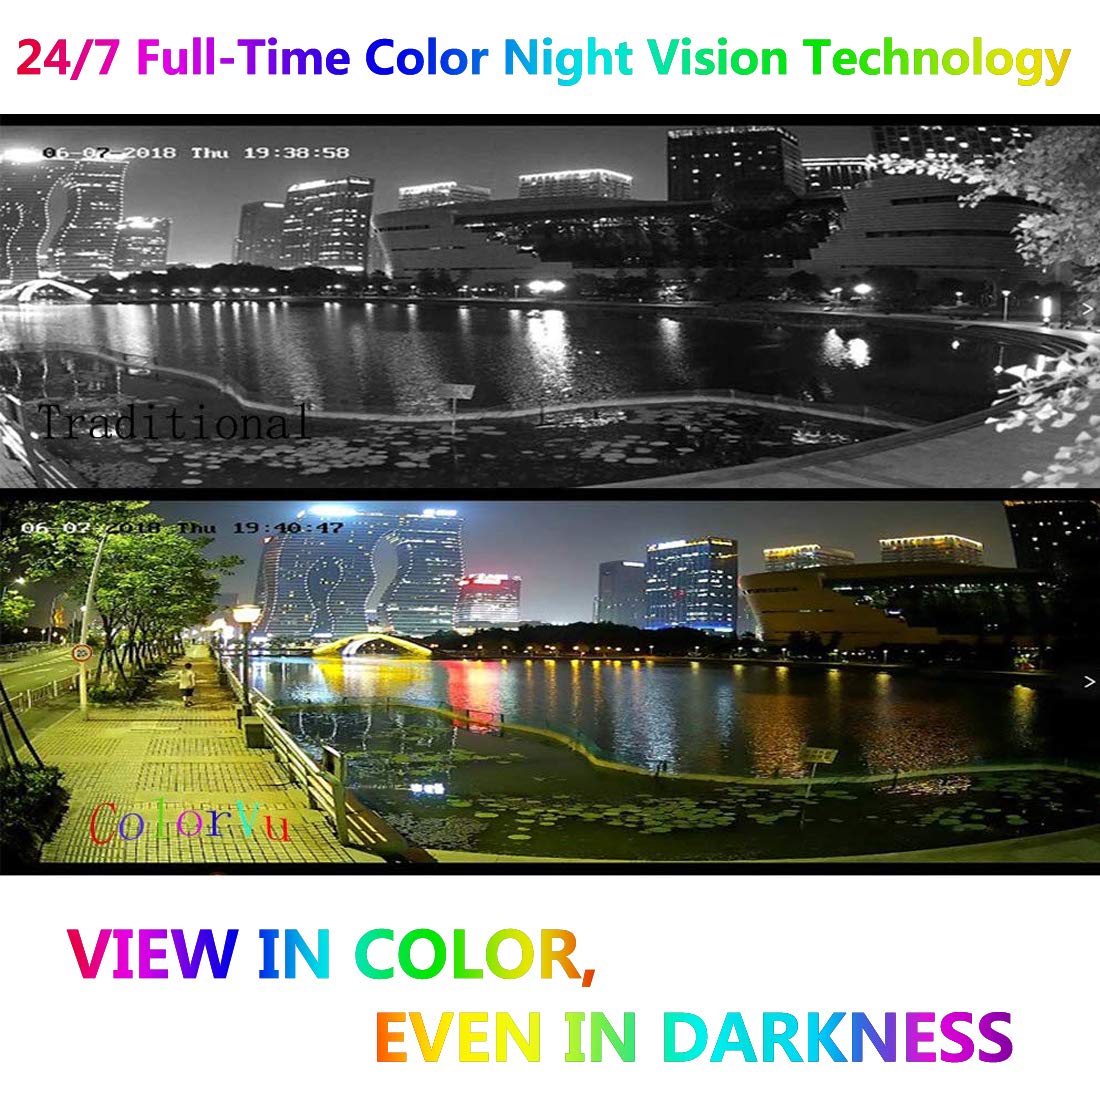 24/7 Full-Time Color Night Vision Technology
06-07-2018 Thu 19:38:58
Traditional
06-07-2018 Thu 19:40:47
ColorVu
VIEW IN COLOR,
EVEN IN DARKNESS